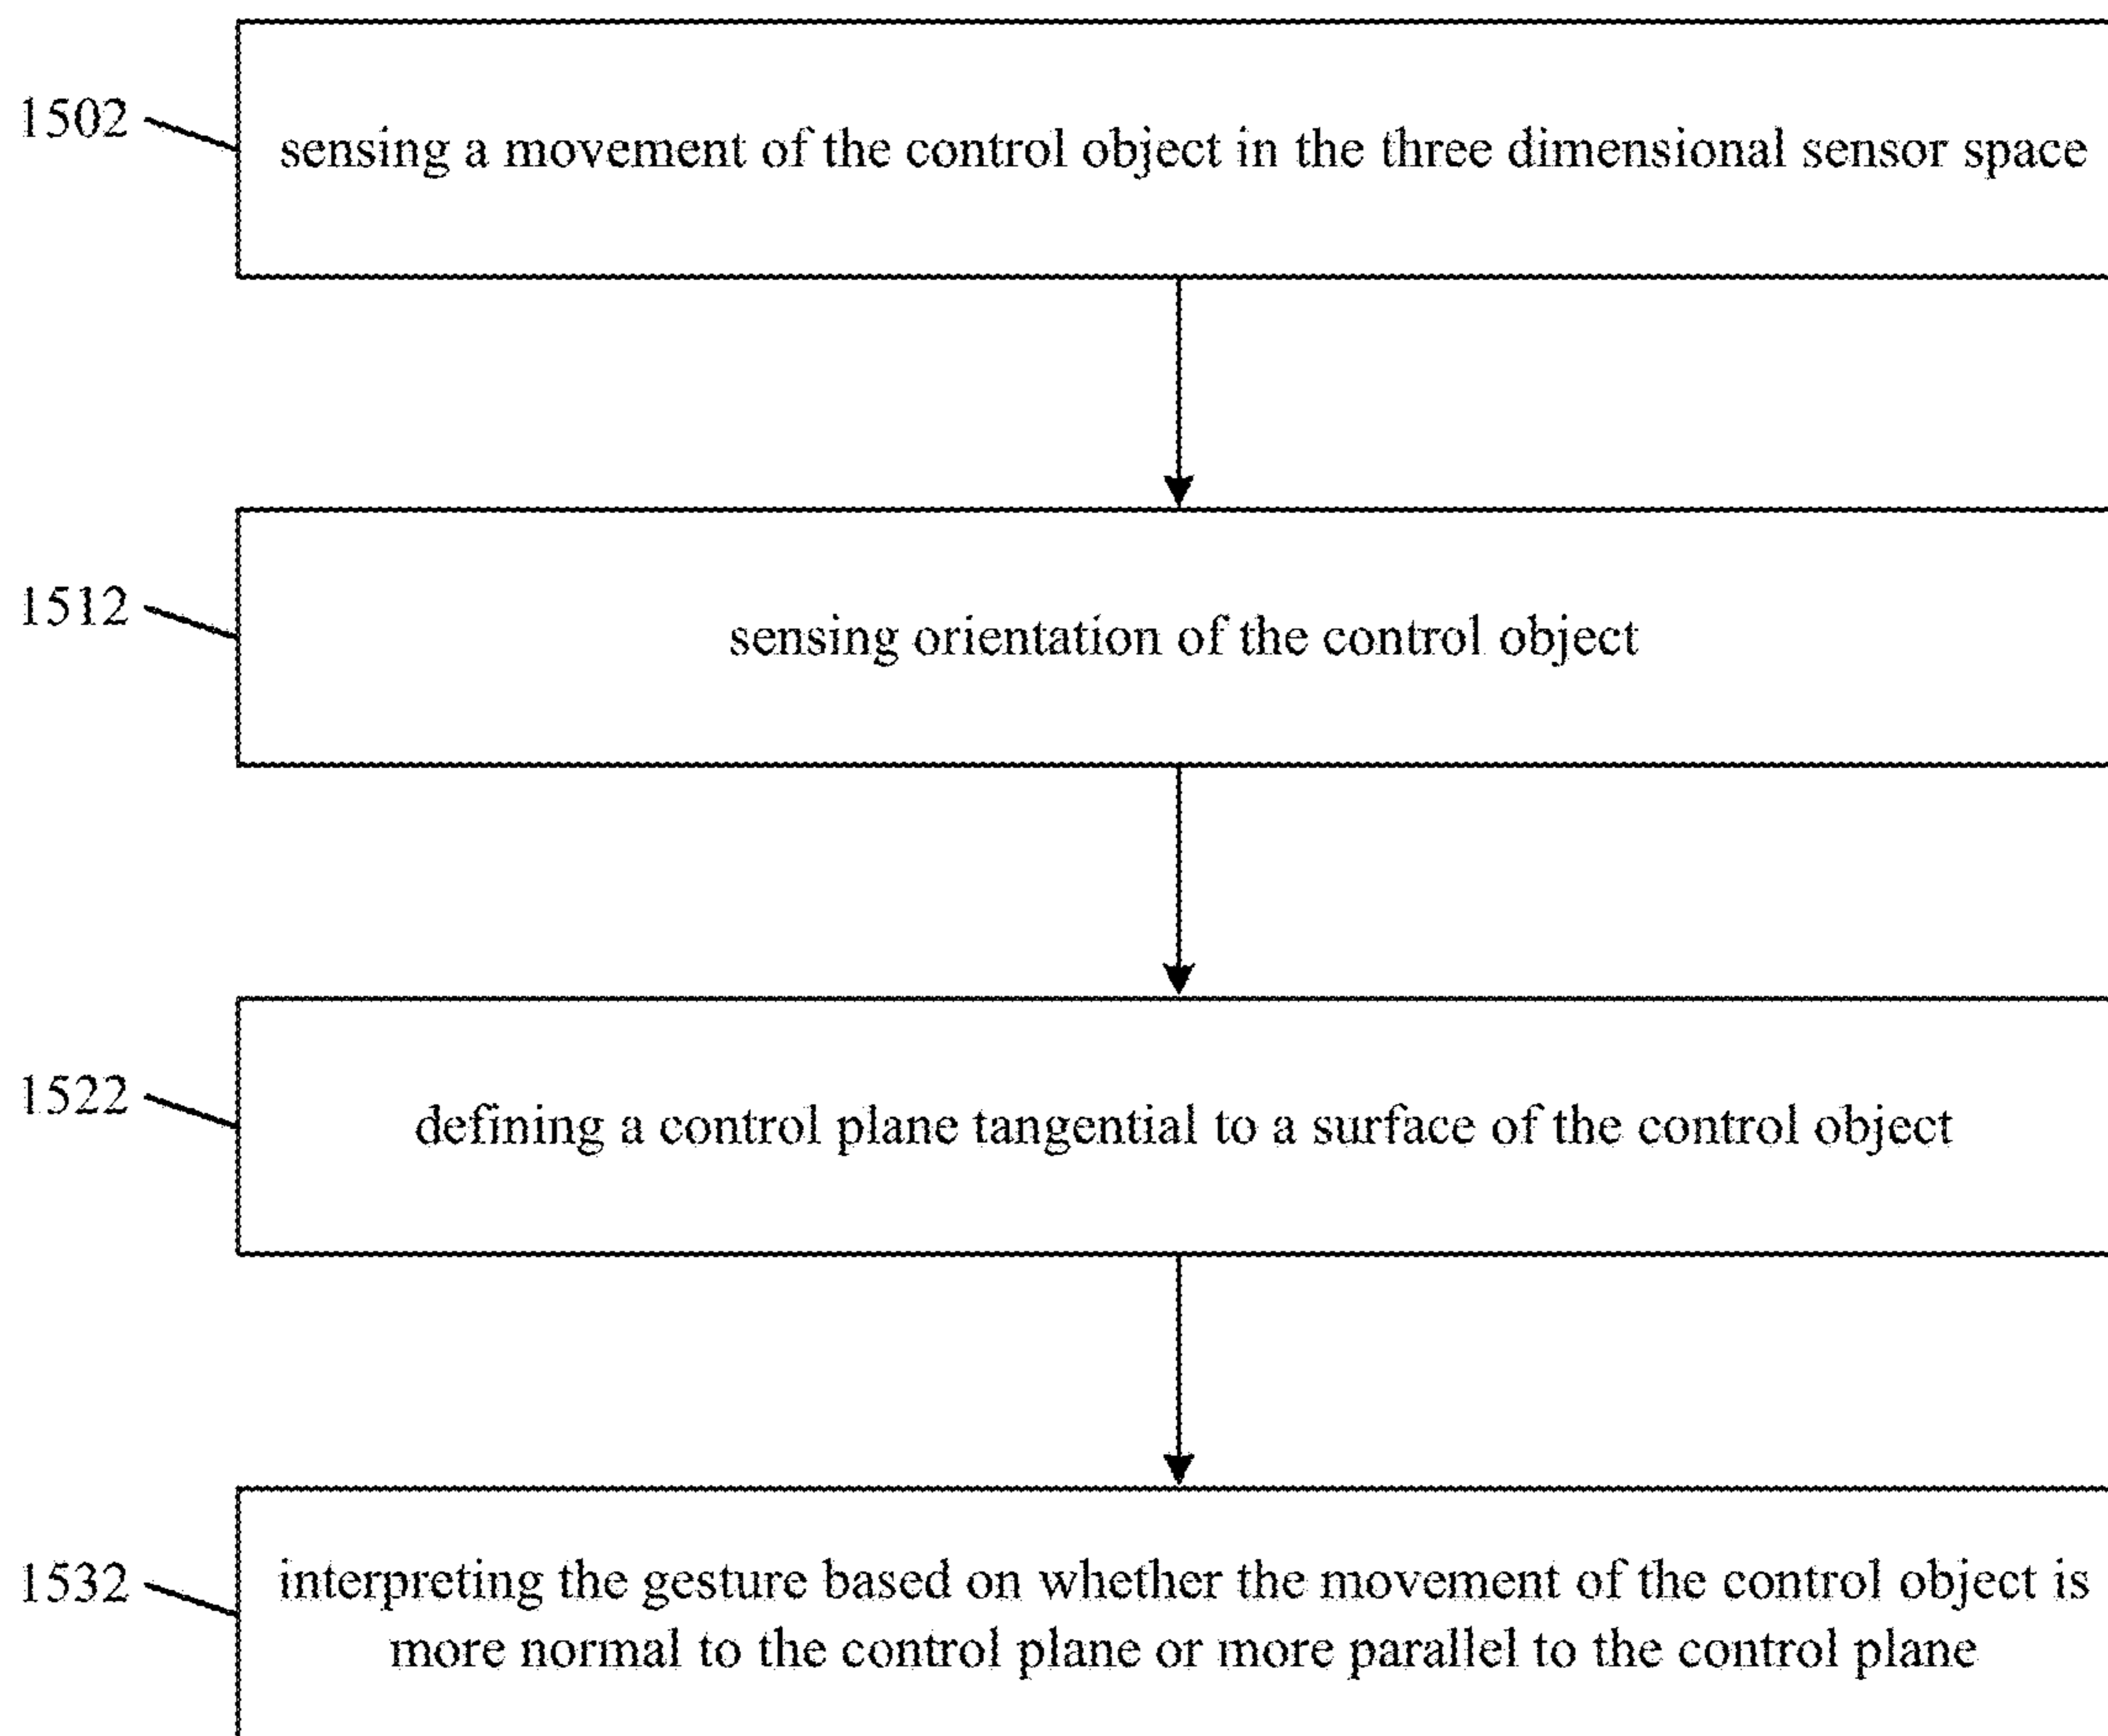 1502
sensing a movement of the control object in the three dimensional sensor space
1512
sensing orientation of the control object
1522
defining a control plane tangential to a surface of the control object
1532
interpreting the gesture based on whether the movement of the control object is
more normal to the control plane or more parallel to the control plane